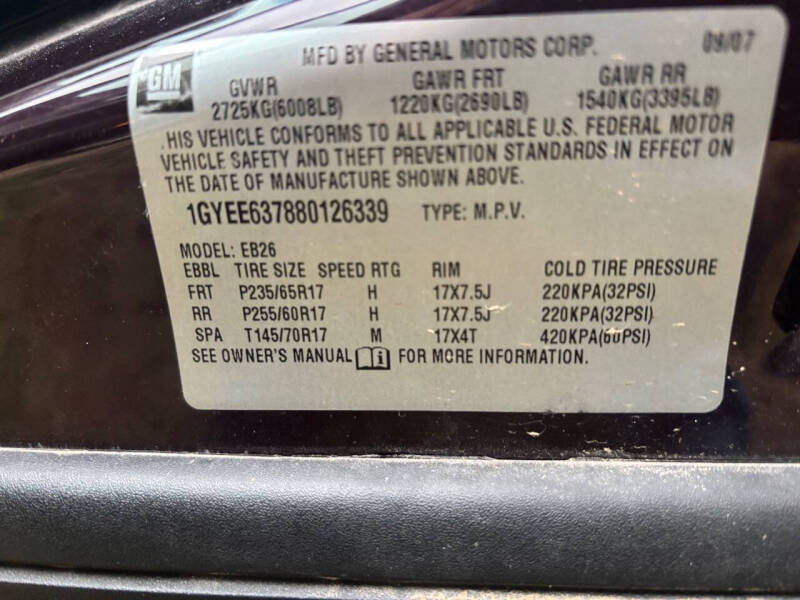 GM
MFD BY GENERAL MOTORS CORP. 09/07
GVWR GAWR FRT GAWR RR
2725KG(6008LB) 1220KG(2690LB) 1540KG(3395LB)
.HIS VEHICLE CONFORMS TO ALL APPLICABLE U.S. FEDERAL MOTOR
VEHICLE SAFETY AND THEFT PREVENTION STANDARDS IN EFFECT ON
THE DATE OF MANUFACTURE SHOWN ABOVE.
1GYEE637880126339 TYPE: M.P.V.
MODEL: EB26
EBBL TIRE SIZE SPEED RTG RIM COLD TIRE PRESSURE
FRT P235/65R17 H 17X7.5J 220KPA(32PSI)
RR P255/60R17 H 17X7.5J 220KPA(32PSI)
SPA T145/70R17 M 17X4T 420KPA(60PSI)
SEE OWNER'S MANUAL i FOR MORE INFORMATION.